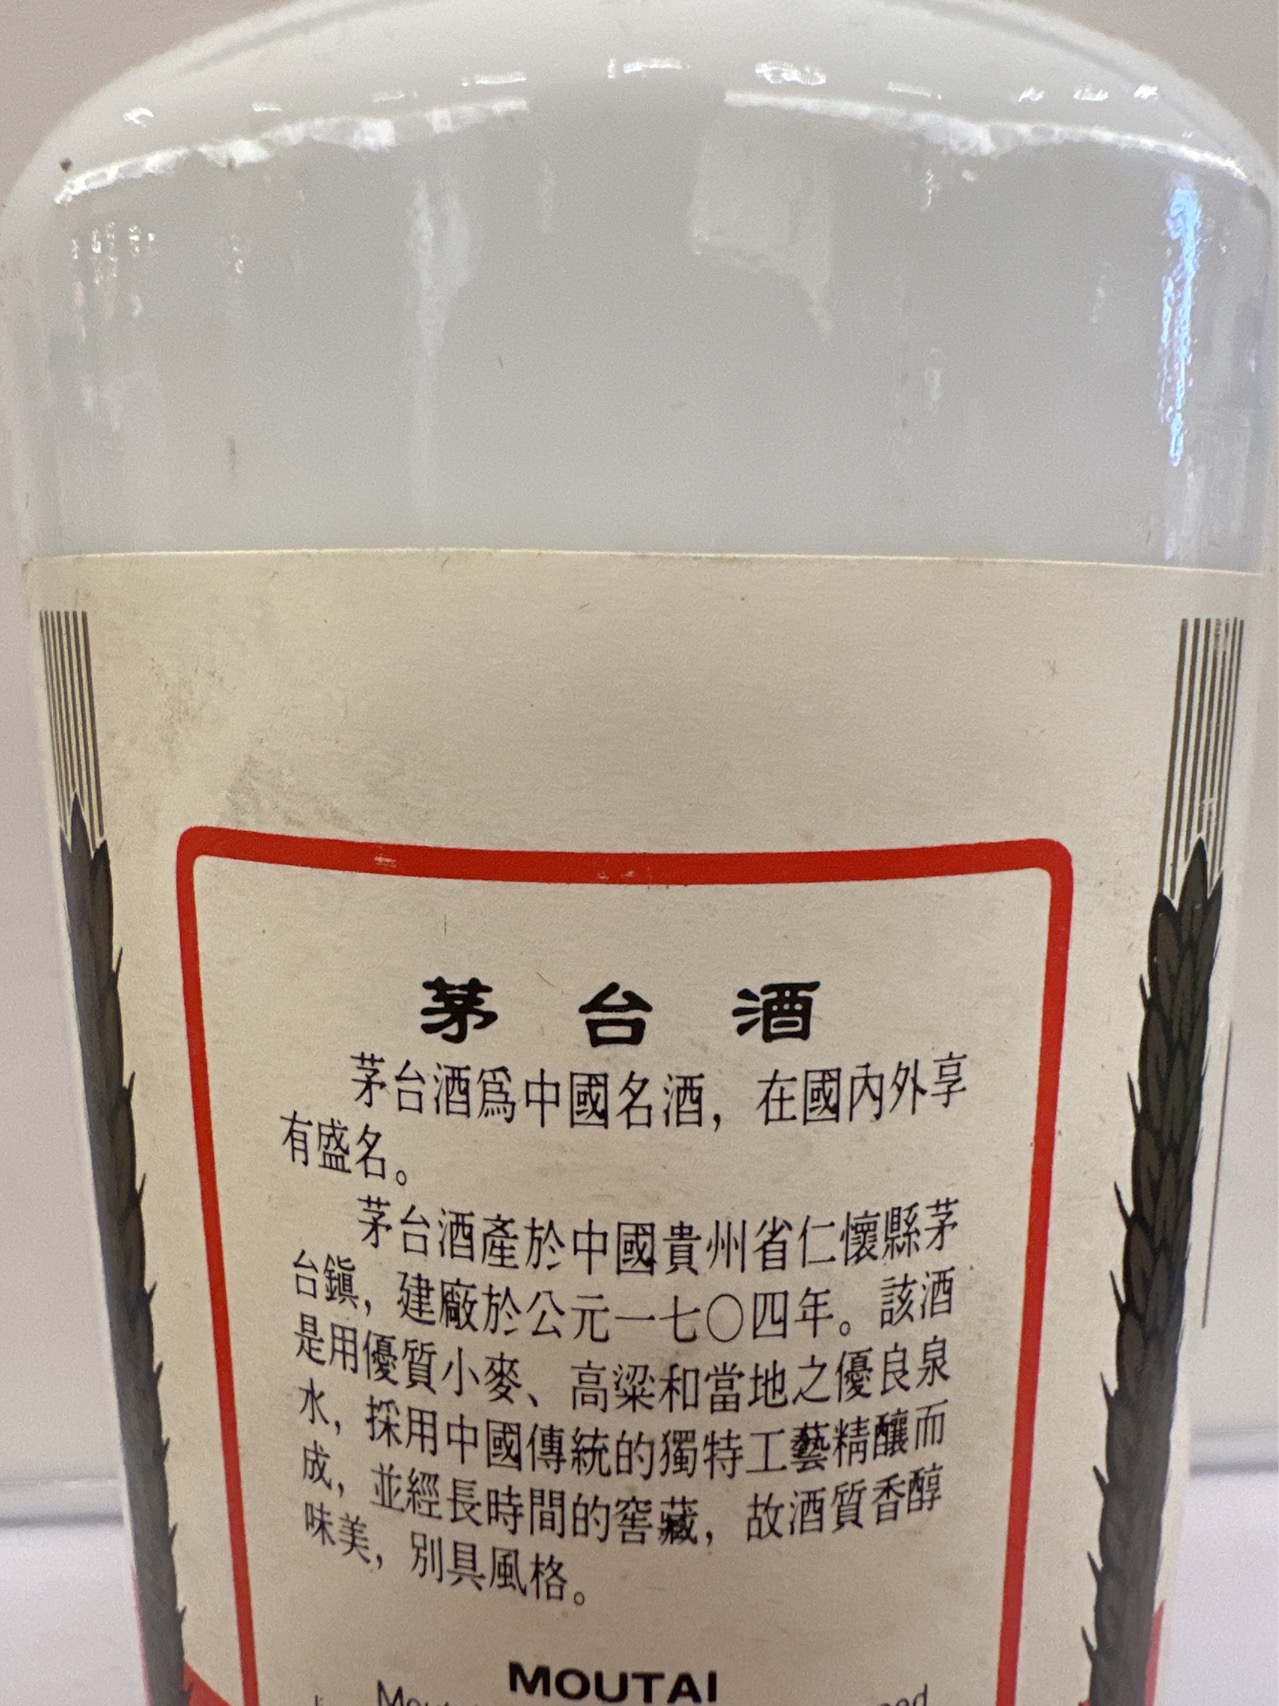 茅台酒
茅台酒爲中國名酒，在國內外享
有盛名。
茅台酒產於中國貴州省仁懷縣茅
台鎭，建廠於公元一七〇四年。該酒
是用優質小麥、高粱和當地之優良泉
水，採用中國傳統的獨特工藝精釀而
成，並經長時間的窖藏，故酒質香醇
味美，別具風格。
MOUTAI